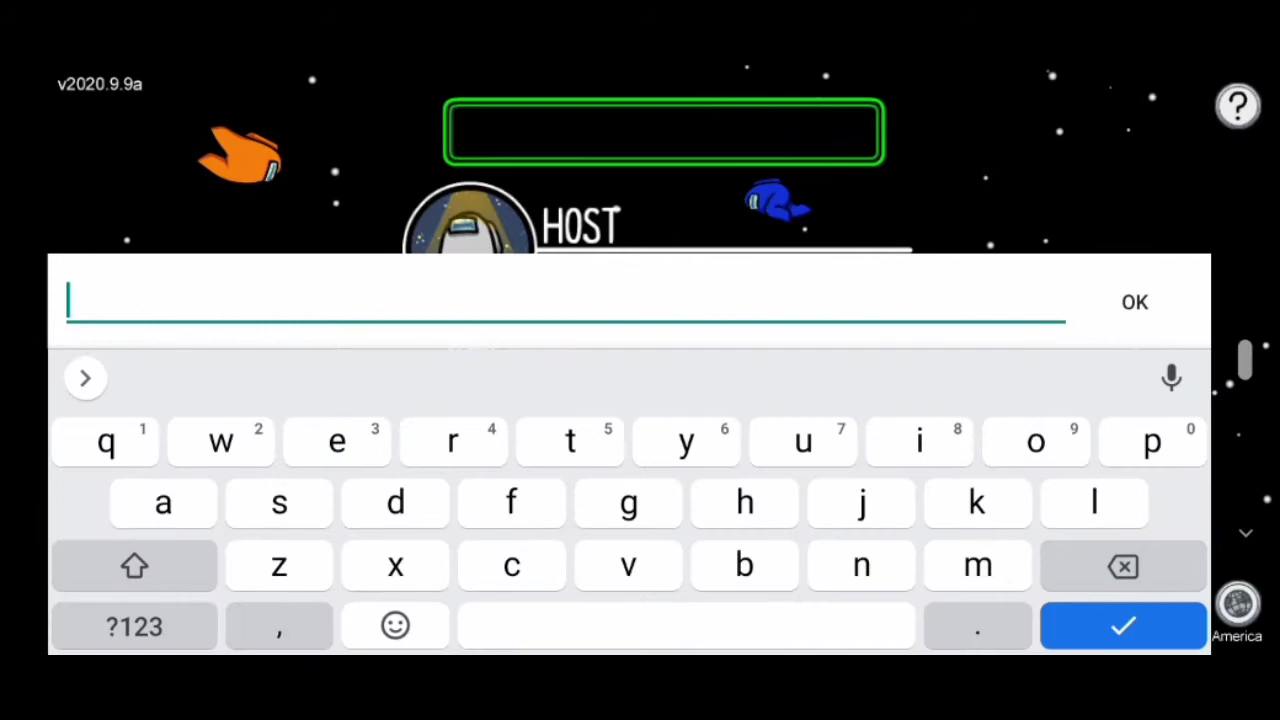 v2020.9.9a
?
HOST
OK
q 1 w 2 e 3 r 4 t 5 y 6 u 7 i 8 o 9 p 0
a s d f g h j k l
z x c v b n m
?123 , .
America